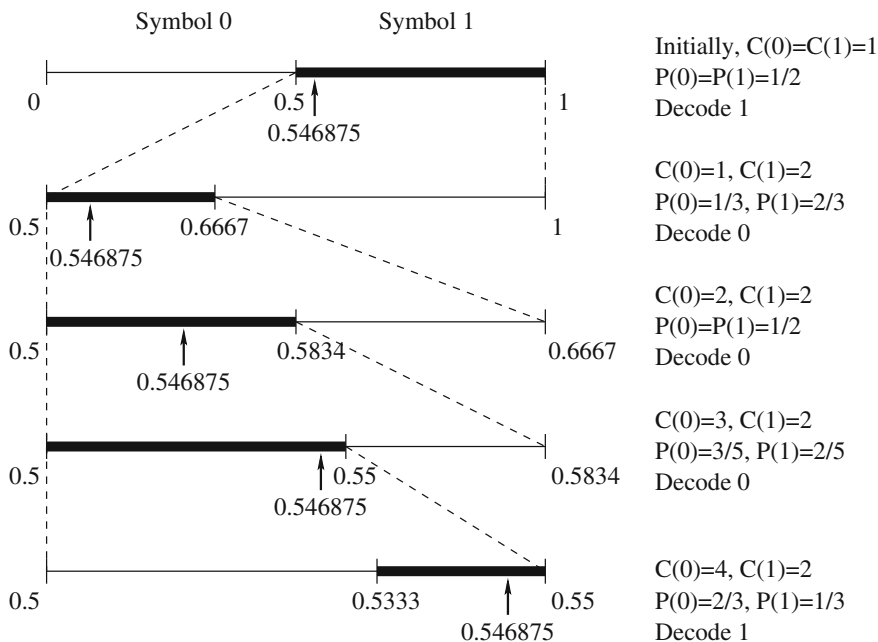 Symbol 0 Symbol 1
Initially, C(0)=C(1)=1
P(0)=P(1)=1/2
Decode 1
0 0.5 1
0.546875
C(0)=1, C(1)=2
P(0)=1/3, P(1)=2/3
Decode 0
0.5 0.6667 1
0.546875
C(0)=2, C(1)=2
P(0)=P(1)=1/2
Decode 0
0.5 0.5834 0.6667
0.546875
C(0)=3, C(1)=2
P(0)=3/5, P(1)=2/5
Decode 0
0.5 0.55 0.5834
0.546875
C(0)=4, C(1)=2
P(0)=2/3, P(1)=1/3
Decode 1
0.5 0.5333 0.55
0.546875